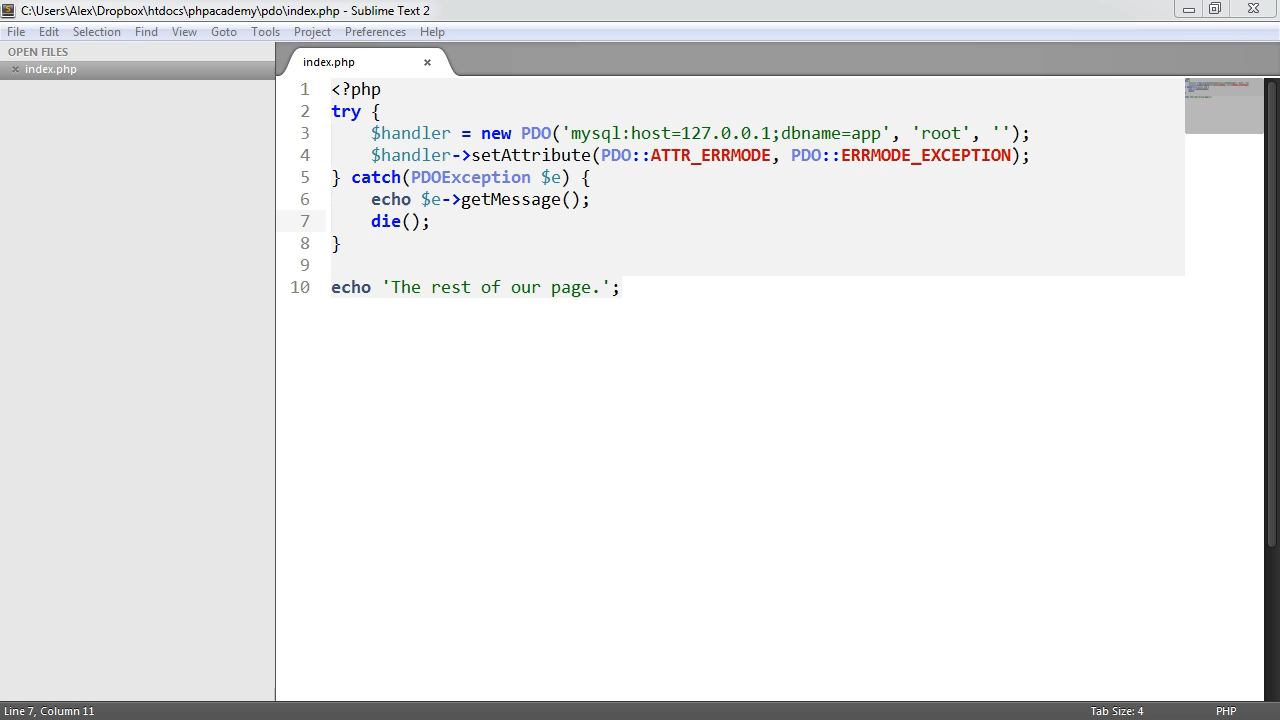 C:\Users\Alex\Dropbox\htdocs\phpacademy\pdo\index.php - Sublime Text 2
File Edit Selection Find View Goto Tools Project Preferences Help
OPEN FILES
index.php
index.php
1 <?php
2 try {
3     $handler = new PDO('mysql:host=127.0.0.1;dbname=app', 'root', '');
4     $handler->setAttribute(PDO::ATTR_ERRMODE, PDO::ERRMODE_EXCEPTION);
5 } catch(PDOException $e) {
6     echo $e->getMessage();
7     die();
8 }
9
10 echo 'The rest of our page.';
Line 7, Column 11 Tab Size: 4 PHP